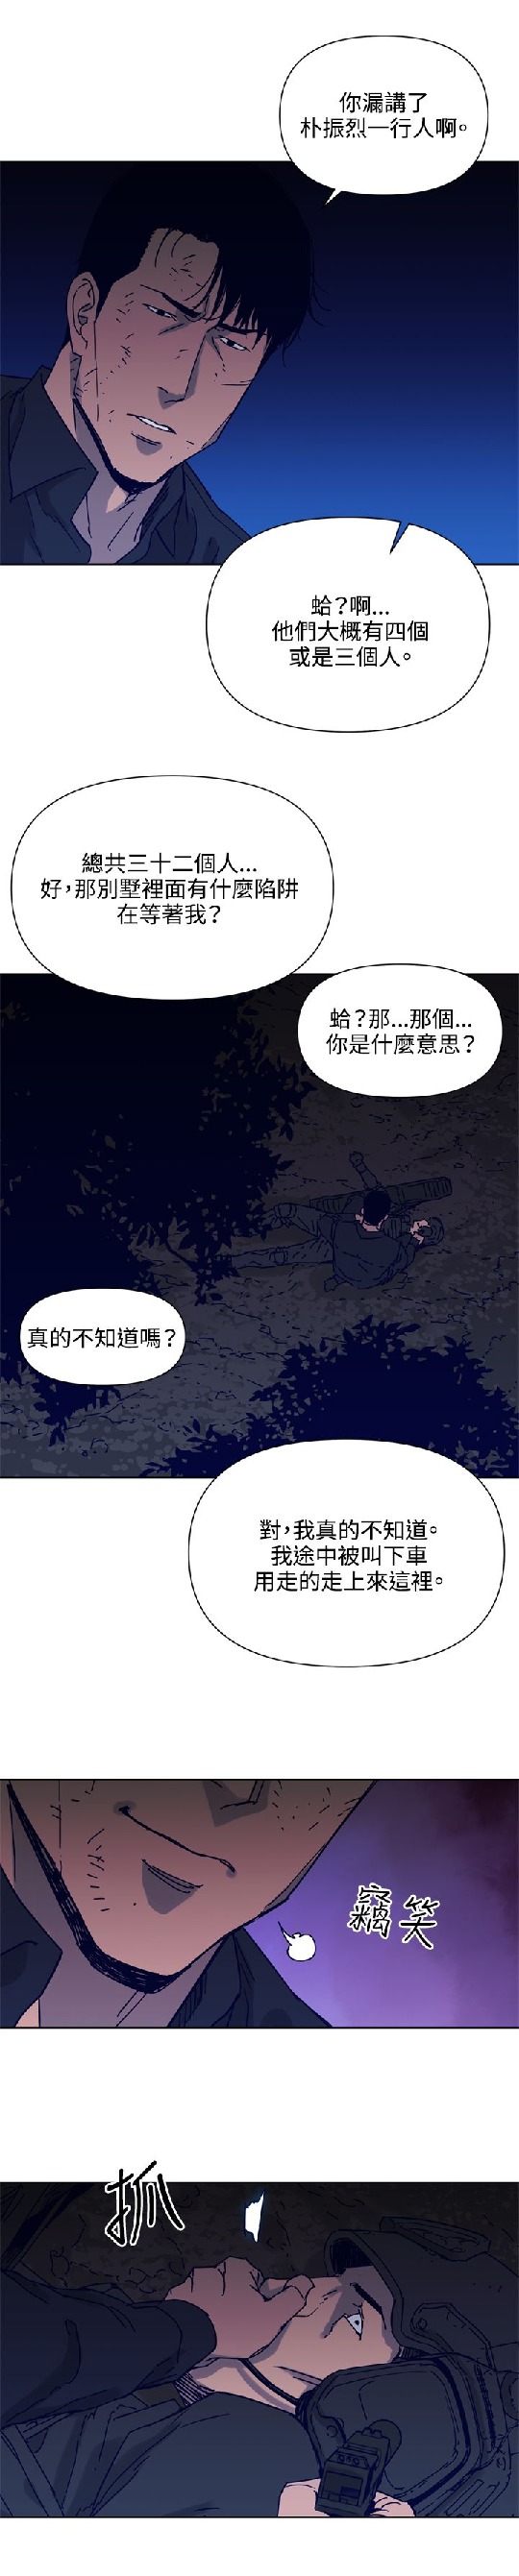 你漏講了
朴振烈一行人啊。
蛤？啊…
他們大概有四個
或是三個人。
總共三十二個人…
好，那別墅裡面有什麼陷阱
在等著我？
蛤？那…那個…
你是什麼意思？
真的不知道嗎？
對，我真的不知道。
我途中被叫下車
用走的走上來這裡。
竊笑
抓